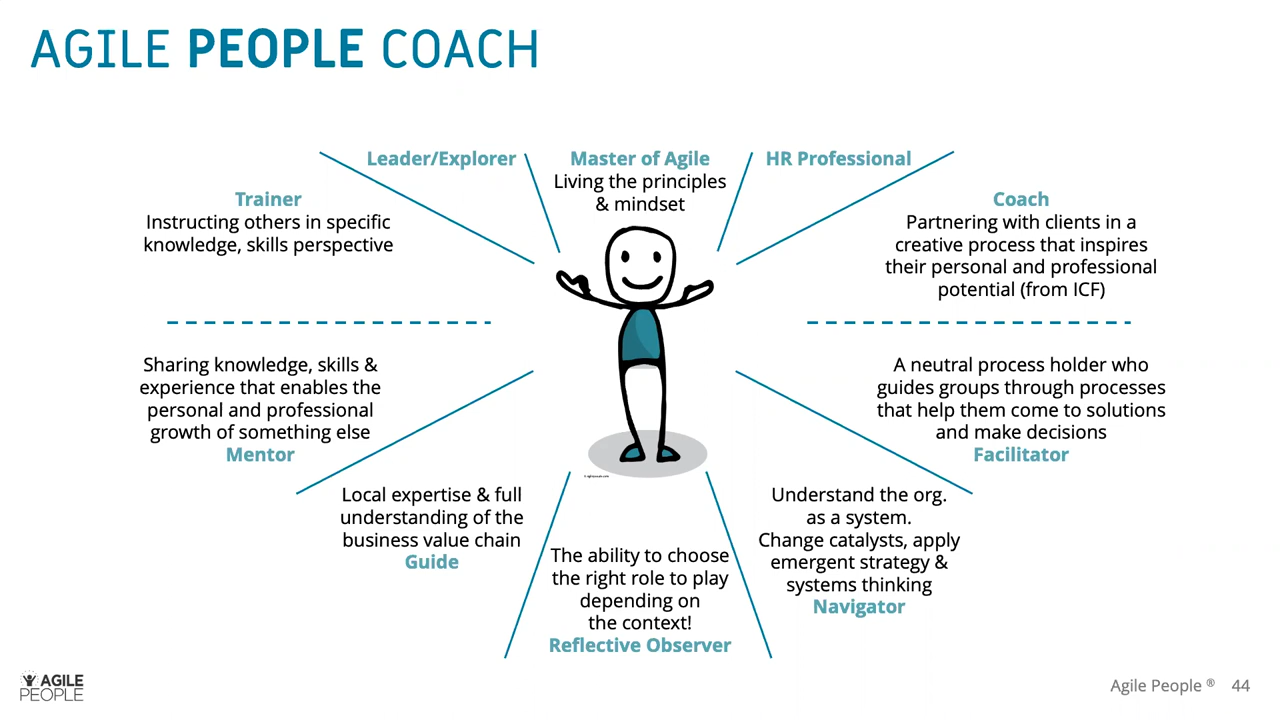 AGILE PEOPLE COACH
Leader/Explorer
Master of Agile
Living the principles
& mindset
HR Professional
Trainer
Instructing others in specific
knowledge, skills perspective
Coach
Partnering with clients in a
creative process that inspires
their personal and professional
potential (from ICF)
Sharing knowledge, skills &
experience that enables the
personal and professional
growth of something else
Mentor
A neutral process holder who
guides groups through processes
that help them come to solutions
and make decisions
Facilitator
Local expertise & full
understanding of the
business value chain
Guide
The ability to choose
the right role to play
depending on
the context!
Reflective Observer
Understand the org.
as a system.
Change catalysts, apply
emergent strategy &
systems thinking
Navigator
AGILE
PEOPLE
Agile People ® 44